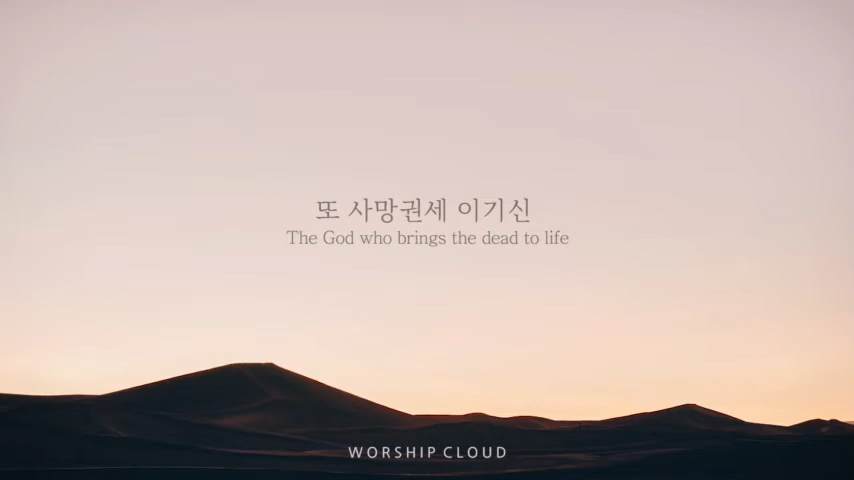 또 사망권세 이기신
The God who brings the dead to life
WORSHIP CLOUD